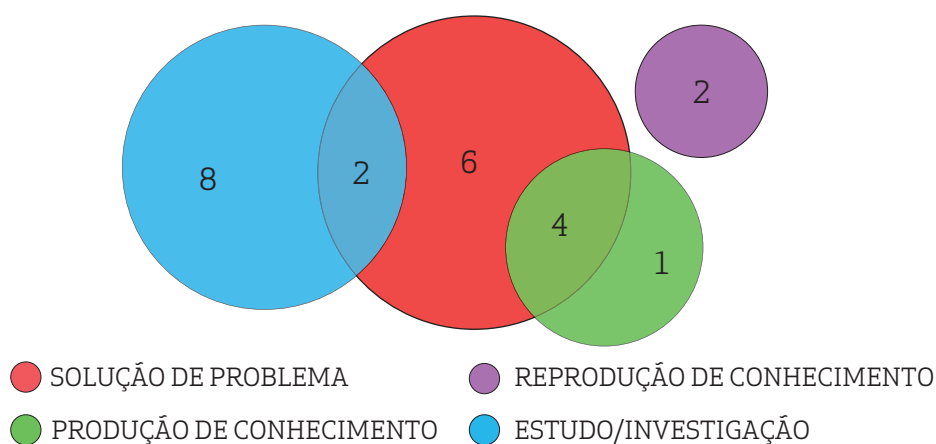 8
2
6
2
4
1
SOLUÇÃO DE PROBLEMA
REPRODUÇÃO DE CONHECIMENTO
PRODUÇÃO DE CONHECIMENTO
ESTUDO/INVESTIGAÇÃO